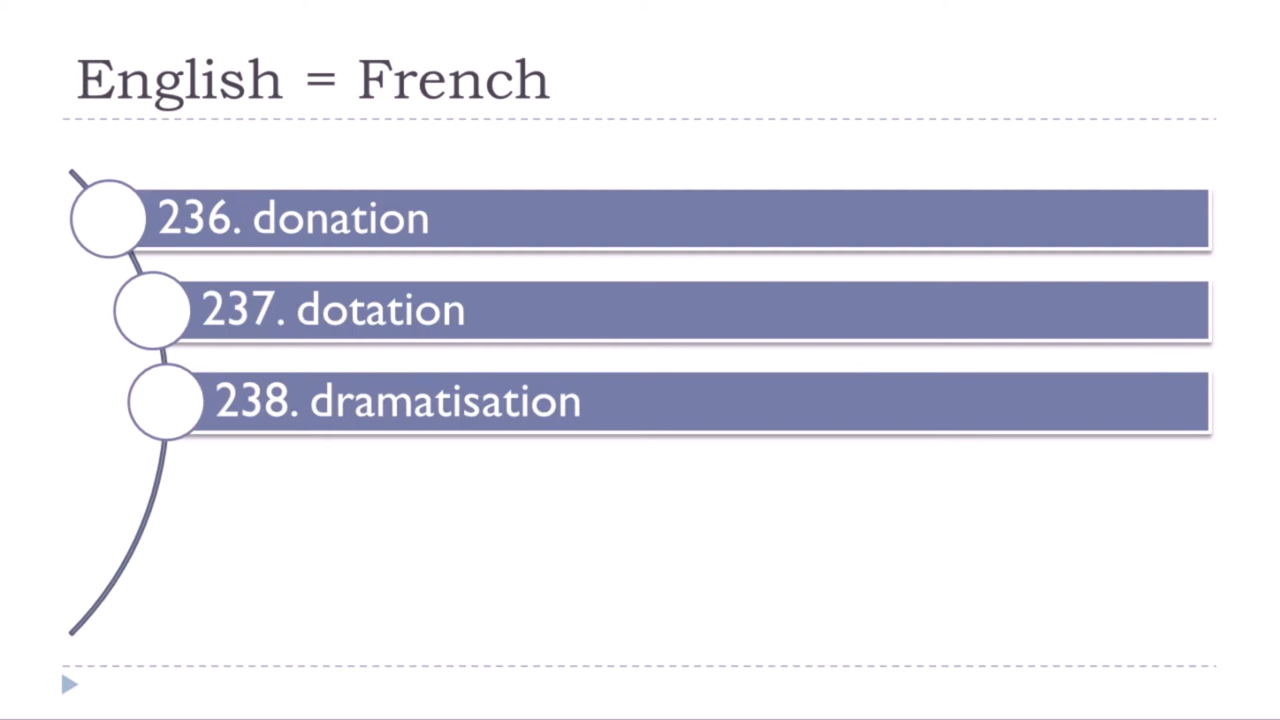 English = French
236. donation
237. dotation
238. dramatisation